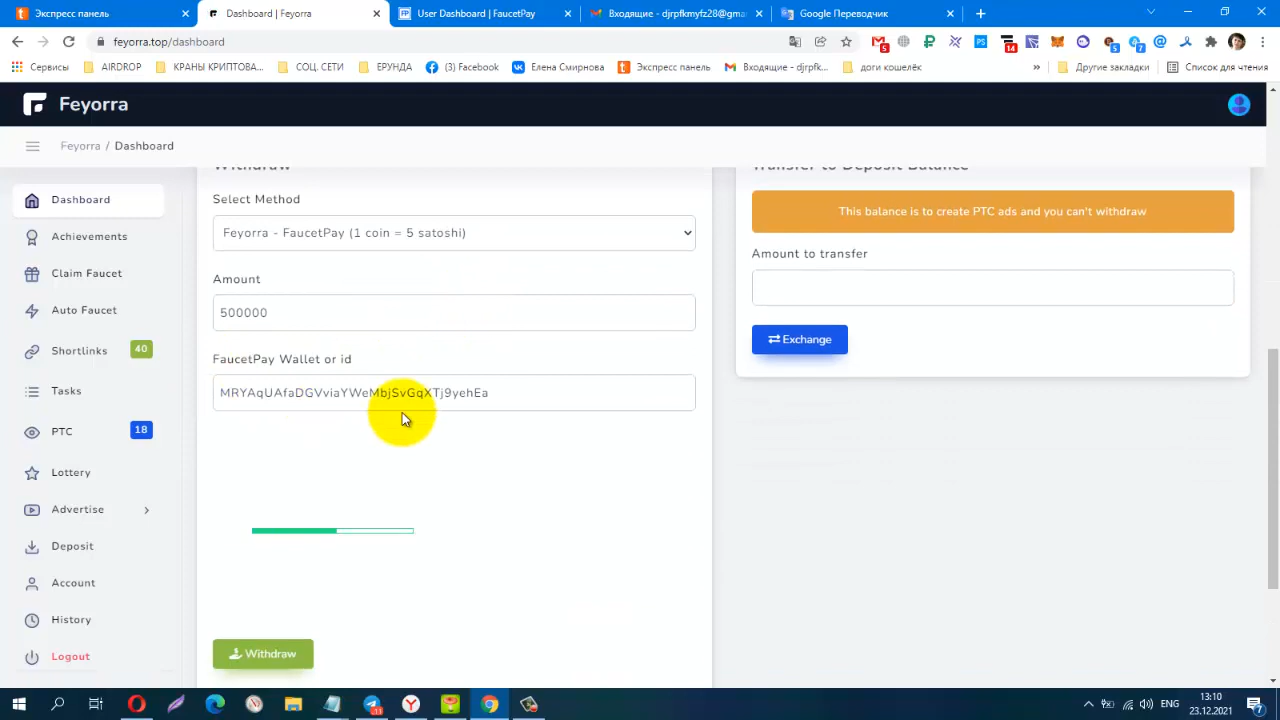 Экспресс панель
Dashboard | Feyorra
User Dashboard | FaucetPay
Входящие - djrpfkmyfz28@gma
Google Переводчик
feyorra.top/dashboard
5
14
5
7
Сервисы
AIRDROP
КРАНЫ КРИПТОВА...
СОЦ. СЕТИ
ЕРУНДА
(3) Facebook
Елена Смирнова
Экспресс панель
Входящие - djrpfk...
доги кошелёк
»
Другие закладки
Список для чтения
Feyorra
Feyorra / Dashboard
Dashboard
Achievements
Claim Faucet
Auto Faucet
Shortlinks 40
Tasks
PTC 18
Lottery
Advertise
Deposit
Account
History
Logout
Withdraw
Select Method
Feyorra - FaucetPay (1 coin = 5 satoshi)
Amount
500000
FaucetPay Wallet or id
MRYAqUAfaDGVviaYWeMbjSvGqXTj9yehEa
Withdraw
Transfer to Deposit Balance
This balance is to create PTC ads and you can't withdraw
Amount to transfer
Exchange
ENG
13:10
23.12.2021